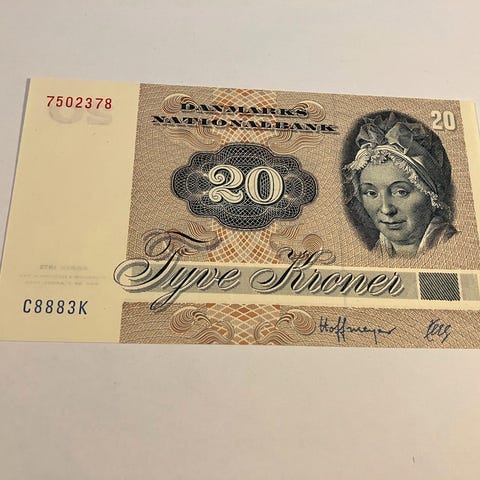 7502378
DANMARKS
NATIONALBANK
20
20
Tyve Kroner
C8883K
Hoffmeyer